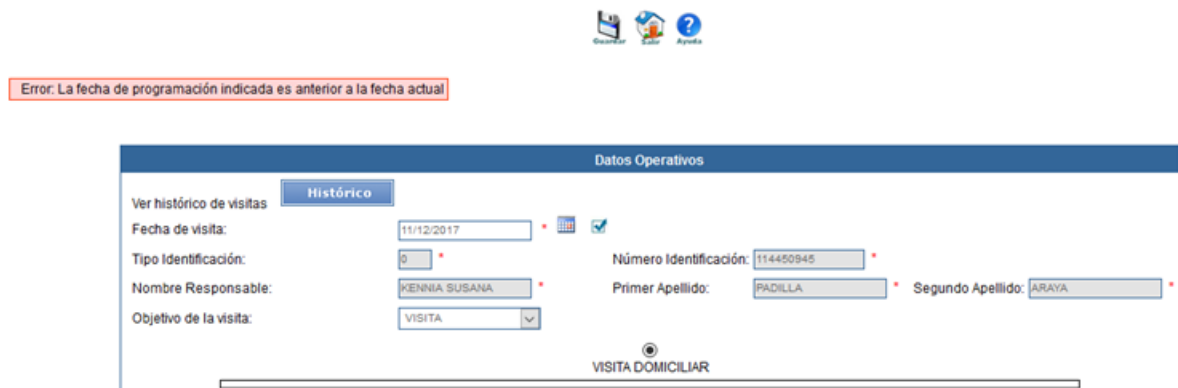 Guardar Salir Ayuda
Error: La fecha de programación indicada es anterior a la fecha actual
Datos Operativos
Ver histórico de visitas Histórico
Fecha de visita: 11/12/2017 *
Tipo Identificación: 0 * Número Identificación: 114450945 *
Nombre Responsable: KENNIA SUSANA * Primer Apellido: PADILLA * Segundo Apellido: ARAYA *
Objetivo de la visita: VISITA
VISITA DOMICILIAR